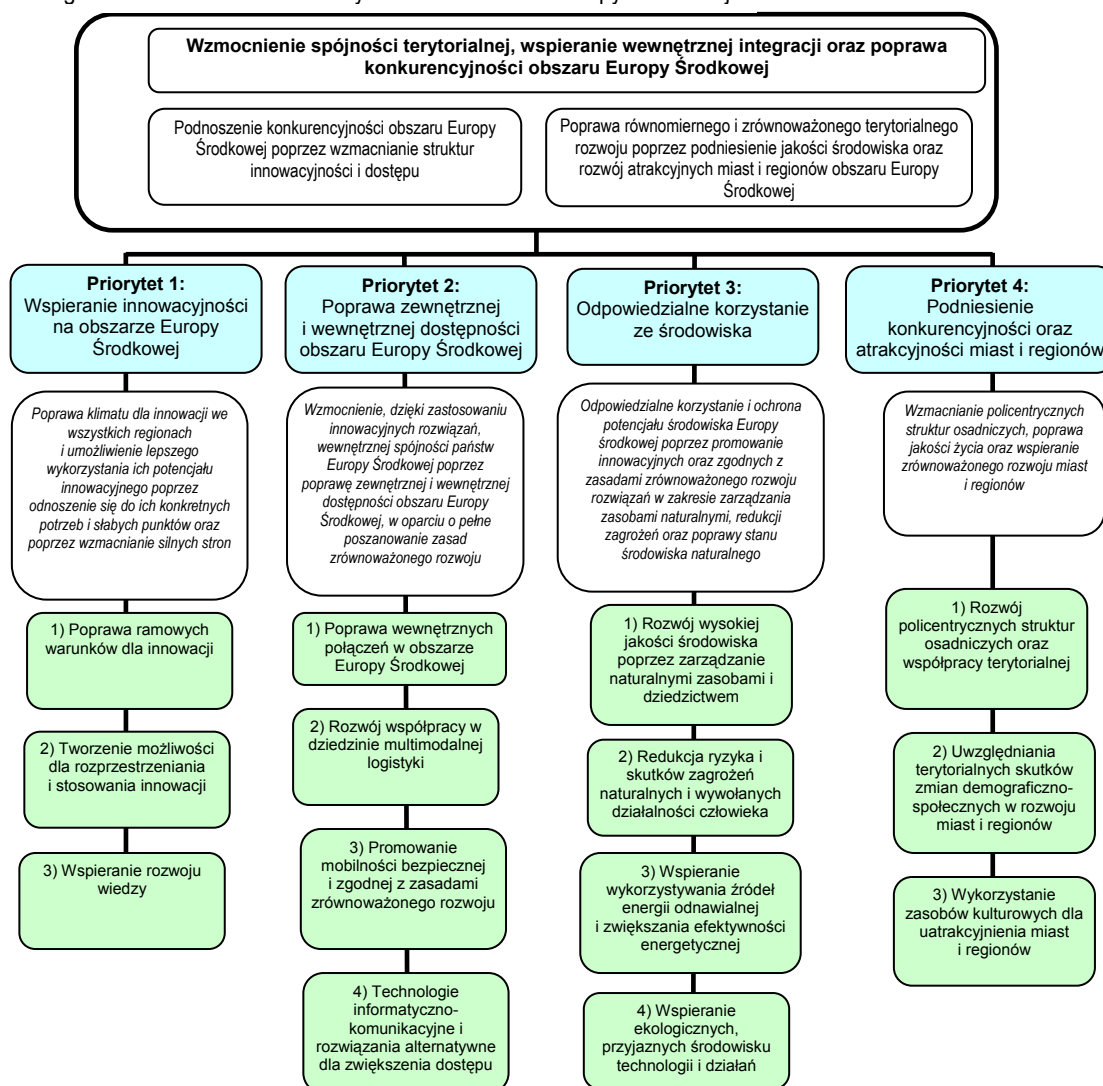 Wzmocnienie spójności terytorialnej, wspieranie wewnętrznej integracji oraz poprawa
konkurencyjności obszaru Europy Środkowej
Podnoszenie konkurencyjności obszaru Europy
Środkowej poprzez wzmacnianie struktur
innowacyjności i dostępu
Poprawa równomiernego i zrównoważonego terytorialnego
rozwoju poprzez podniesienie jakości środowiska oraz
rozwój atrakcyjnych miast i regionów obszaru Europy
Środkowej
Priorytet 1:
Wspieranie innowacyjności
na obszarze Europy
Środkowej
Poprawa klimatu dla innowacji we
wszystkich regionach
i umożliwienie lepszego
wykorzystania ich potencjału
innowacyjnego poprzez
odnoszenie się do ich konkretnych
potrzeb i słabych punktów oraz
poprzez wzmacnianie silnych stron
1) Poprawa ramowych
warunków dla innowacji
2) Tworzenie możliwości
dla rozprzestrzeniania
i stosowania innowacji
3) Wspieranie rozwoju
wiedzy
Priorytet 2:
Poprawa zewnętrznej
i wewnętrznej dostępności
obszaru Europy Środkowej
Wzmocnienie, dzięki zastosowaniu
innowacyjnych rozwiązań,
wewnętrznej spójności państw
Europy Środkowej poprzez
poprawę zewnętrznej i wewnętrznej
dostępności obszaru Europy
Środkowej, w oparciu o pełne
poszanowanie zasad
zrównoważonego rozwoju
1) Poprawa wewnętrznych
połączeń w obszarze
Europy Środkowej
2) Rozwój współpracy w
dziedzinie multimodalnej
logistyki
3) Promowanie
mobilności bezpiecznej
i zgodnej z zasadami
zrównoważonego rozwoju
4) Technologie
informatyczno-
komunikacyjne i
rozwiązania alternatywne
dla zwiększenia dostępu
Priorytet 3:
Odpowiedzialne korzystanie
ze środowiska
Odpowiedzialne korzystanie i ochrona
potencjału środowiska Europy
środkowej poprzez promowanie
innowacyjnych oraz zgodnych z
zasadami zrównoważonego rozwoju
rozwiązań w zakresie zarządzania
zasobami naturalnymi, redukcji
zagrożeń oraz poprawy stanu
środowiska naturalnego
1) Rozwój wysokiej
jakości środowiska
poprzez zarządzanie
naturalnymi zasobami i
dziedzictwem
2) Redukcja ryzyka i
skutków zagrożeń
naturalnych i wywołanych
działalności człowieka
3) Wspieranie
wykorzystywania źródeł
energii odnawialnej
i zwiększania efektywności
energetycznej
4) Wspieranie
ekologicznych,
przyjaznych środowisku
technologii i działań
Priorytet 4:
Podniesienie
konkurencyjności oraz
atrakcyjności miast i regionów
Wzmacnianie policentrycznych
struktur osadniczych, poprawa
jakości życia oraz wspieranie
zrównoważonego rozwoju miast
i regionów
1) Rozwój
policentrycznych struktur
osadniczych oraz
współpracy terytorialnej
2) Uwzględniania
terytorialnych skutków
zmian demograficzno-
społecznych w rozwoju
miast i regionów
3) Wykorzystanie
zasobów kulturowych dla
uatrakcyjnienia miast
i regionów